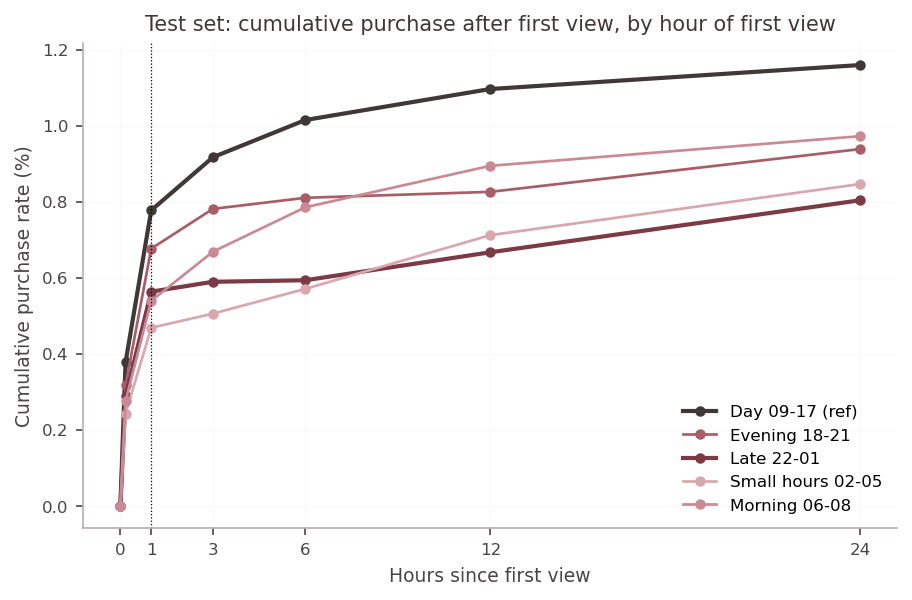 Test set: cumulative purchase after first view, by hour of first view
Cumulative purchase rate (%)
1.2
1.0
0.8
0.6
0.4
0.2
0.0
Day 09-17 (ref)
Evening 18-21
Late 22-01
Small hours 02-05
Morning 06-08
0 1 3 6 12 24
Hours since first view